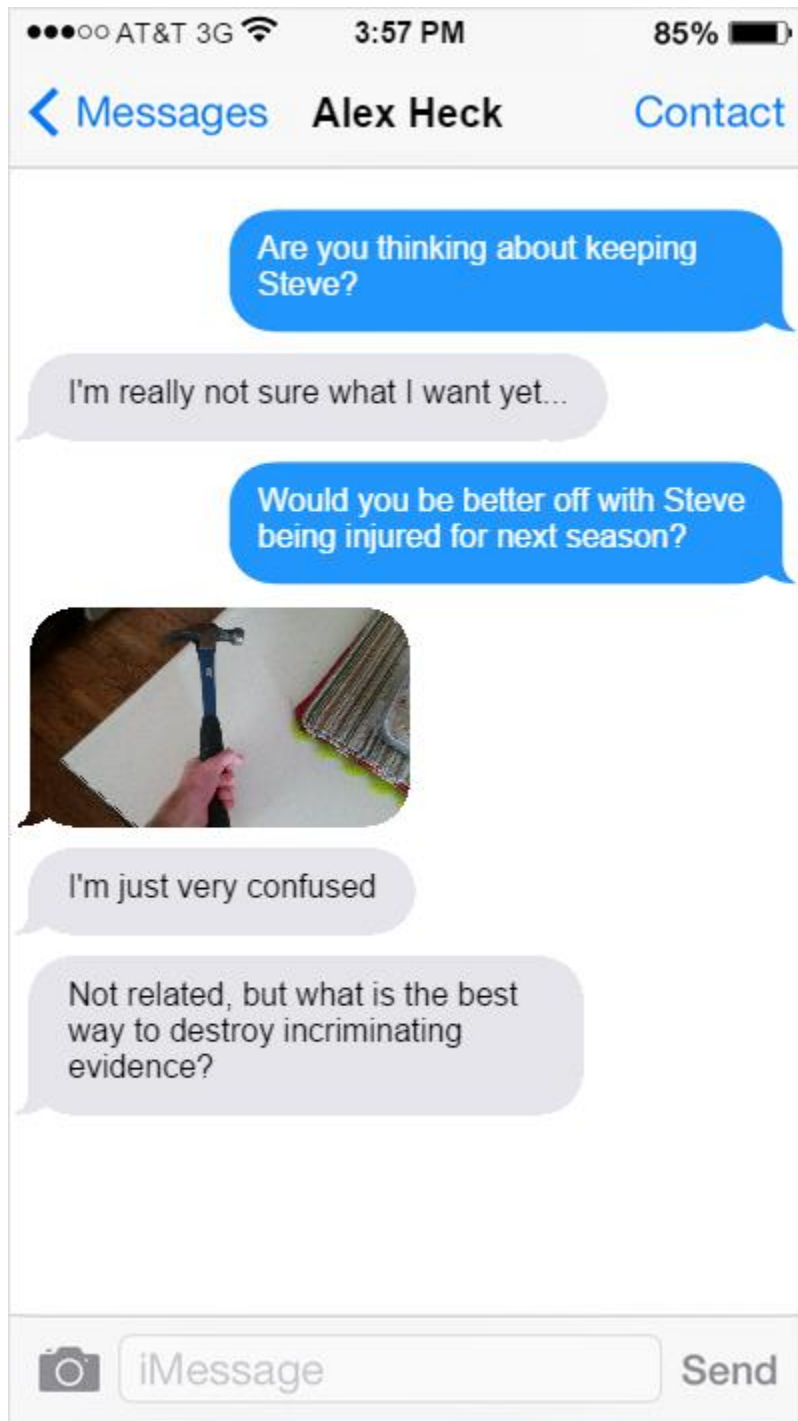 AT&T 3G 3:57 PM 85%
Messages Alex Heck Contact
Are you thinking about keeping
Steve?
I'm really not sure what I want yet...
Would you be better off with Steve
being injured for next season?
I'm just very confused
Not related, but what is the best
way to destroy incriminating
evidence?
iMessage Send